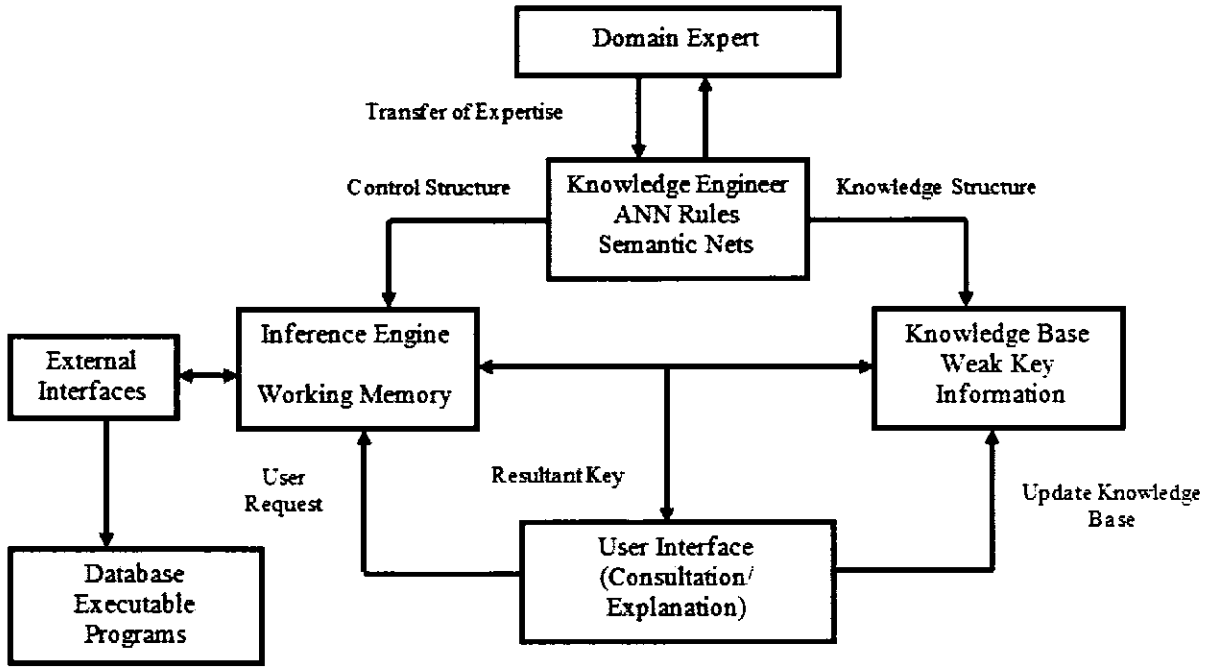 Domain Expert
Transfer of Expertise
Control Structure
Knowledge Engineer
ANN Rules
Semantic Nets
Knowledge Structure
External
Interfaces
Inference Engine
Working Memory
Knowledge Base
Weak Key
Information
User
Request
Resultant Key
Update Knowledge
Base
Database
Executable
Programs
User Interface
(Consultation/
Explanation)